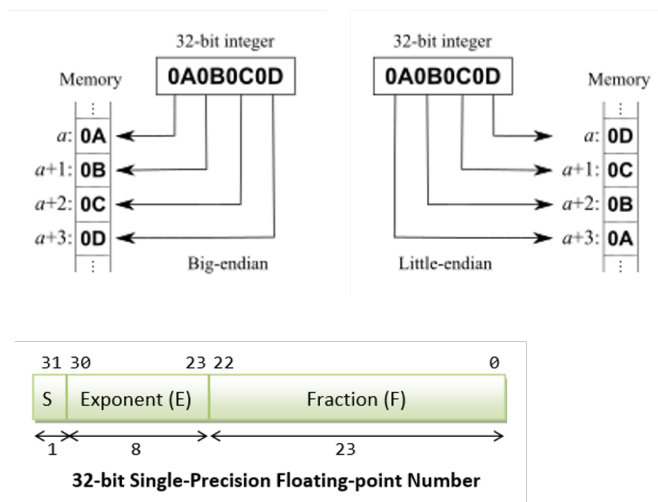 32-bit integer
0A0B0C0D
Memory
⋮
a: 0A
a+1: 0B
a+2: 0C
a+3: 0D
⋮
Big-endian
32-bit integer
0A0B0C0D
Memory
⋮
a: 0D
a+1: 0C
a+2: 0B
a+3: 0A
⋮
Little-endian
31 30 23 22 0
S Exponent (E) Fraction (F)
1 8 23
32-bit Single-Precision Floating-point Number